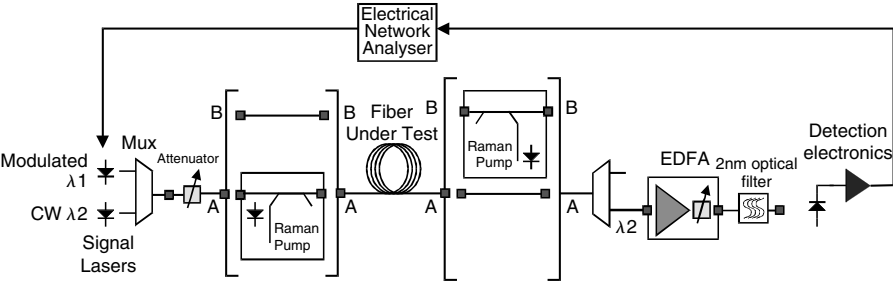 Electrical
Network
Analyser
B
B
Fiber
Under Test
B
B
Raman
Pump
Mux
Attenuator
Modulated
λ1
CW λ2
Signal
Lasers
A
Raman
Pump
A
A
A
λ2
EDFA
2nm optical
filter
Detection
electronics